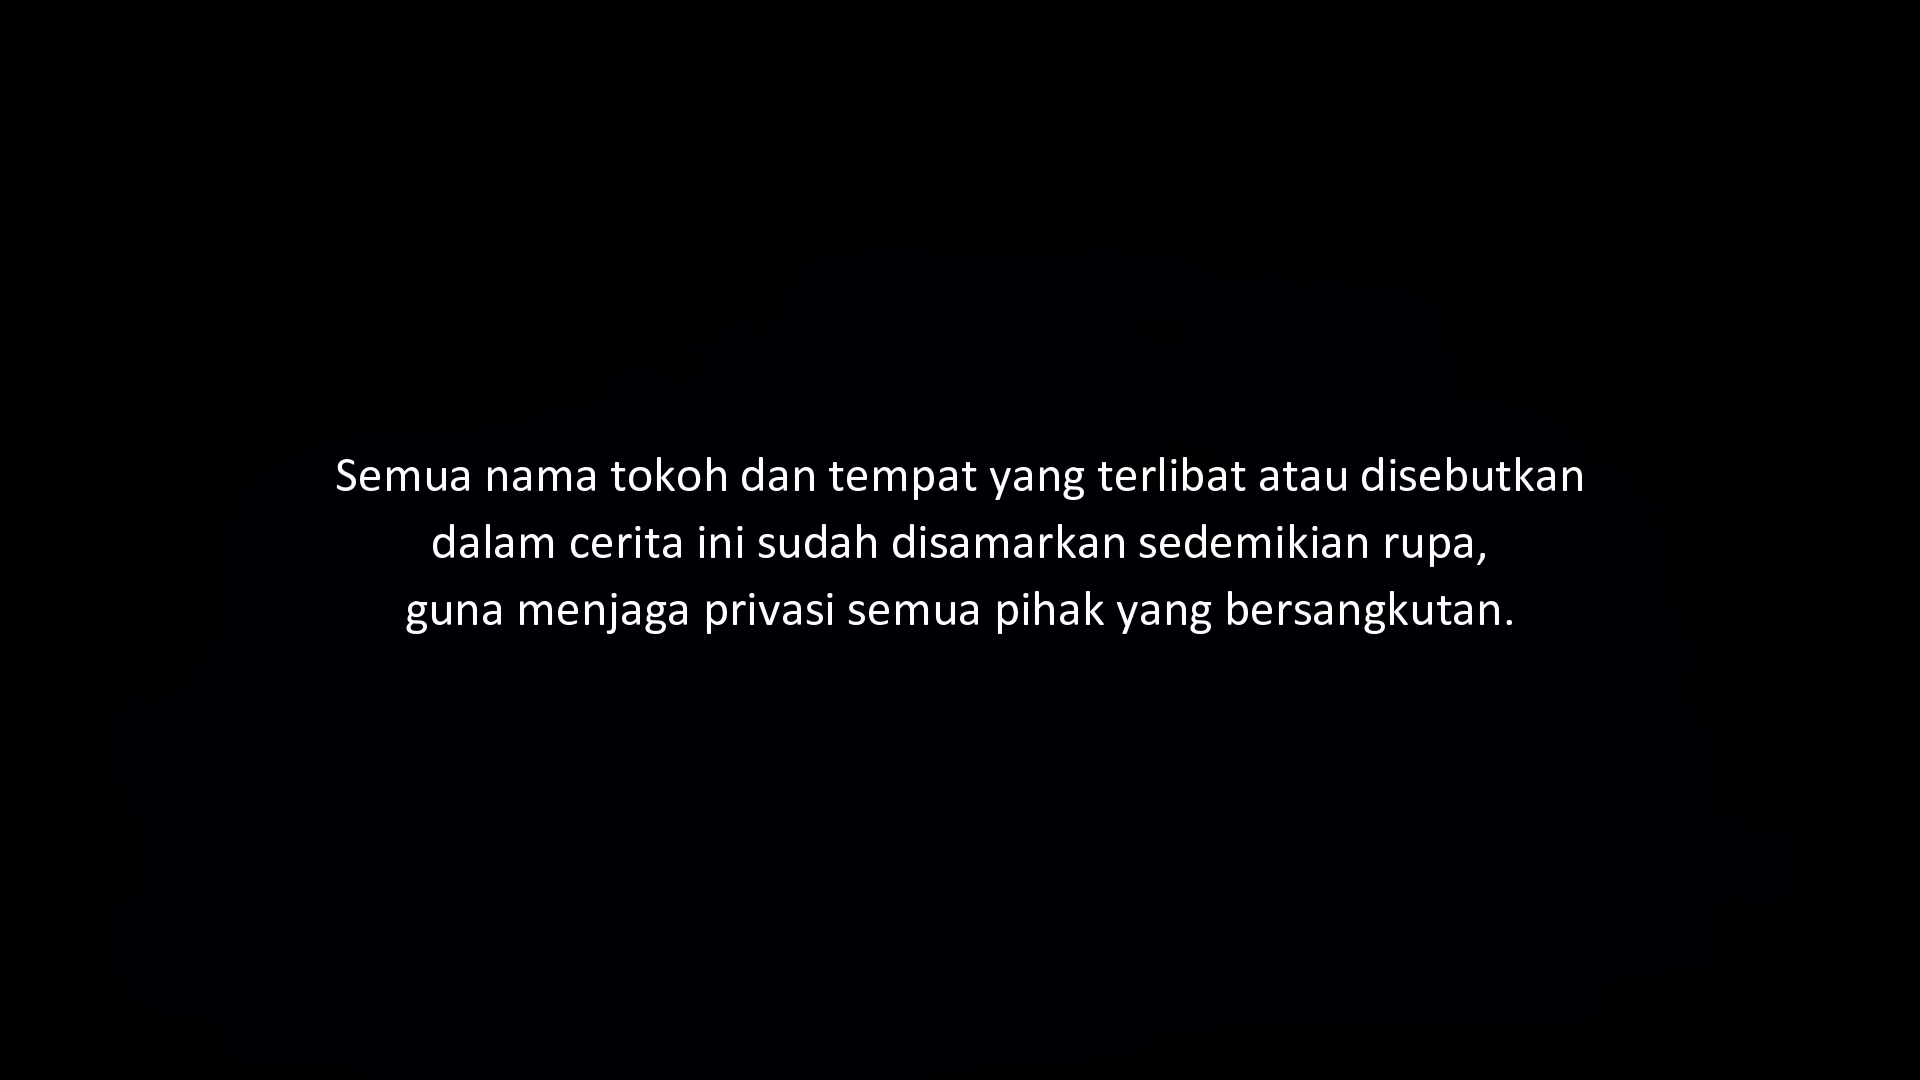 Semua nama tokoh dan tempat yang terlibat atau disebutkan
dalam cerita ini sudah disamarkan sedemikian rupa,
guna menjaga privasi semua pihak yang bersangkutan.